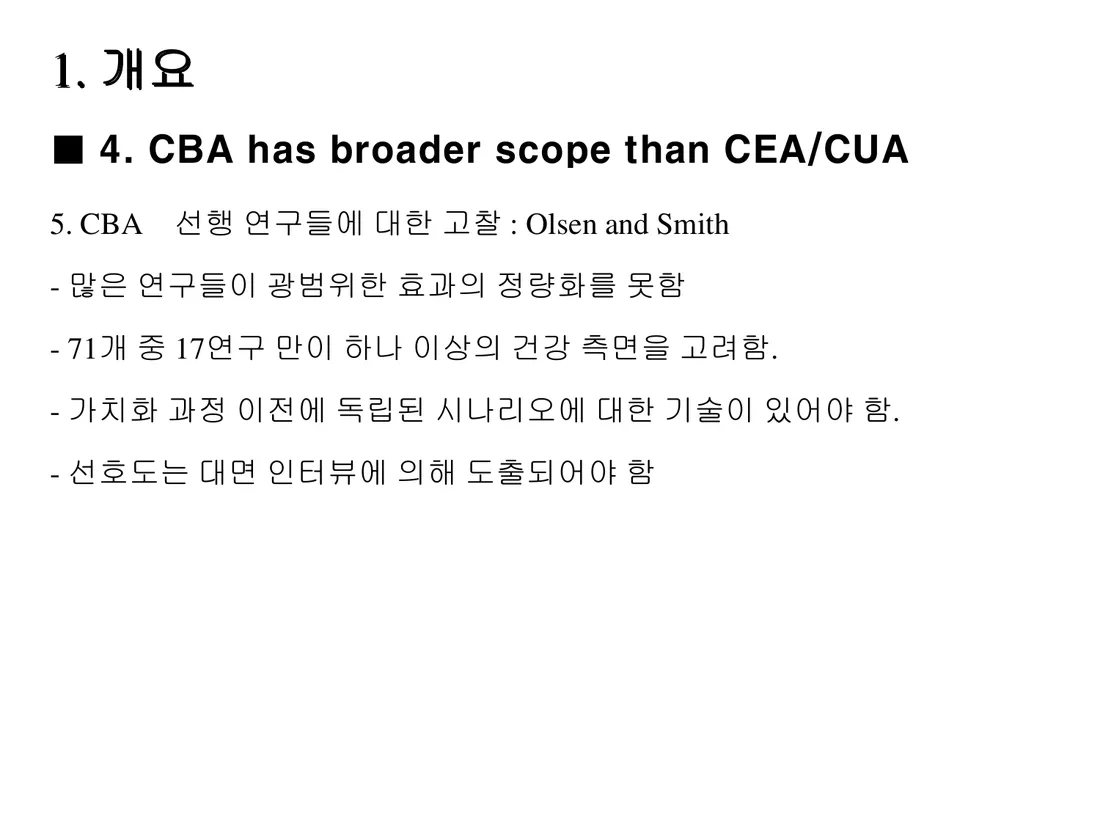 1. 개요
■ 4. CBA has broader scope than CEA/CUA
5. CBA 선행 연구들에 대한 고찰 : Olsen and Smith
- 많은 연구들이 광범위한 효과의 정량화를 못함
- 71개 중 17연구 만이 하나 이상의 건강 측면을 고려함.
- 가치화 과정 이전에 독립된 시나리오에 대한 기술이 있어야 함.
- 선호도는 대면 인터뷰에 의해 도출되어야 함